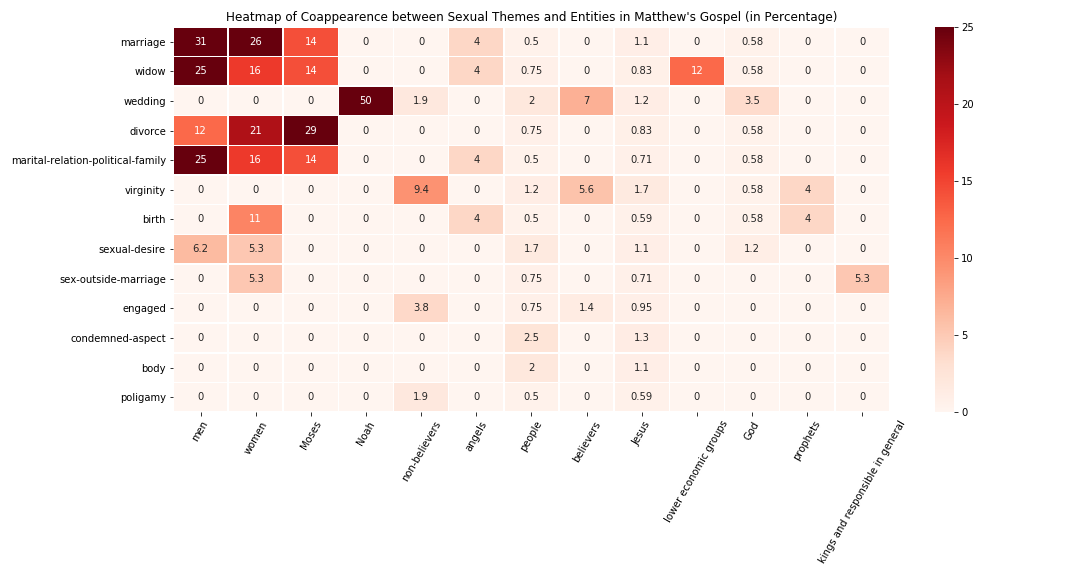 Heatmap of Coappearence between Sexual Themes and Entities in Matthew's Gospel (in Percentage)
marriage 31 26 14 0 0 4 0.5 0 1.1 0 0.58 0 0
widow 25 16 14 0 0 4 0.75 0 0.83 12 0.58 0 0
wedding 0 0 0 50 1.9 0 2 7 1.2 0 3.5 0 0
divorce 12 21 29 0 0 0 0.75 0 0.83 0 0.58 0 0
marital-relation-political-family 25 16 14 0 0 4 0.5 0 0.71 0 0.58 0 0
virginity 0 0 0 0 9.4 0 1.2 5.6 1.7 0 0.58 4 0
birth 0 11 0 0 0 4 0.5 0 0.59 0 0.58 4 0
sexual-desire 6.2 5.3 0 0 0 0 1.7 0 1.1 0 1.2 0 0
sex-outside-marriage 0 5.3 0 0 0 0 0.75 0 0.71 0 0 0 5.3
engaged 0 0 0 0 3.8 0 0.75 1.4 0.95 0 0 0 0
condemned-aspect 0 0 0 0 0 0 2.5 0 1.3 0 0 0 0
body 0 0 0 0 0 0 2 0 1.1 0 0 0 0
poligamy 0 0 0 0 1.9 0 0.5 0 0.59 0 0 0 0
men
women
Moses
Noah
non-believers
angels
people
believers
Jesus
lower economic groups
God
prophets
kings and responsible in general
25
20
15
10
5
0